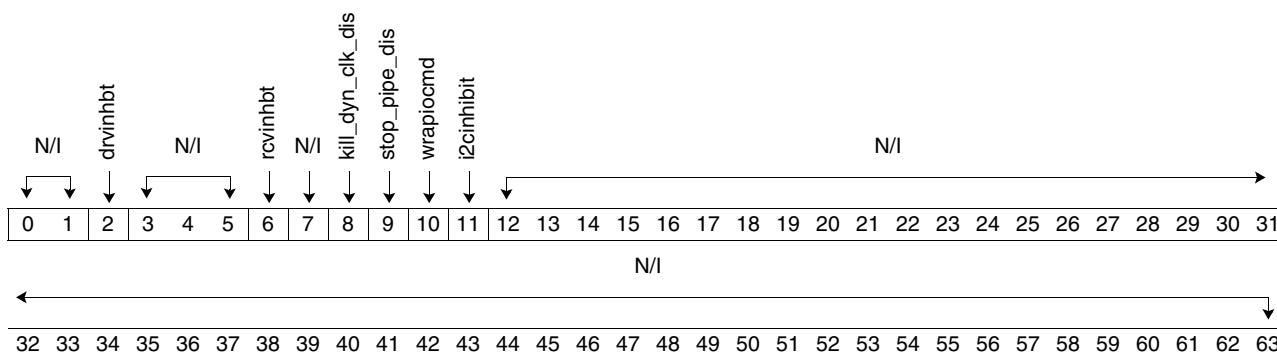 N/I
drvinhbt
N/I
rcvinhbt
N/I
kill_dyn_clk_dis
stop_pipe_dis
wrapiocmd
i2cinhibit
N/I
0 1 2 3 4 5 6 7 8 9 10 11 12 13 14 15 16 17 18 19 20 21 22 23 24 25 26 27 28 29 30 31
N/I
32 33 34 35 36 37 38 39 40 41 42 43 44 45 46 47 48 49 50 51 52 53 54 55 56 57 58 59 60 61 62 63